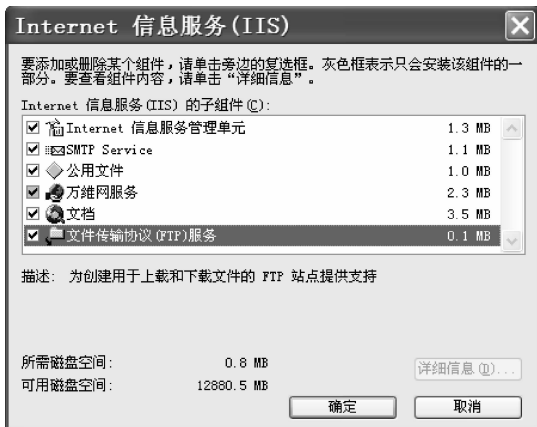 Internet 信息服务(IIS)
要添加或删除某个组件，请单击旁边的复选框。灰色框表示只会安装该组件的一
部分。要查看组件内容，请单击“详细信息”。
Internet 信息服务(IIS) 的子组件(C):
Internet 信息服务管理单元 1.3 MB
SMTP Service 1.1 MB
公用文件 1.0 MB
万维网服务 2.3 MB
文档 3.5 MB
文件传输协议(FTP)服务 0.1 MB
描述: 为创建用于上载和下载文件的 FTP 站点提供支持
所需磁盘空间: 0.8 MB
详细信息(D)...
可用磁盘空间: 12880.5 MB
确定 取消